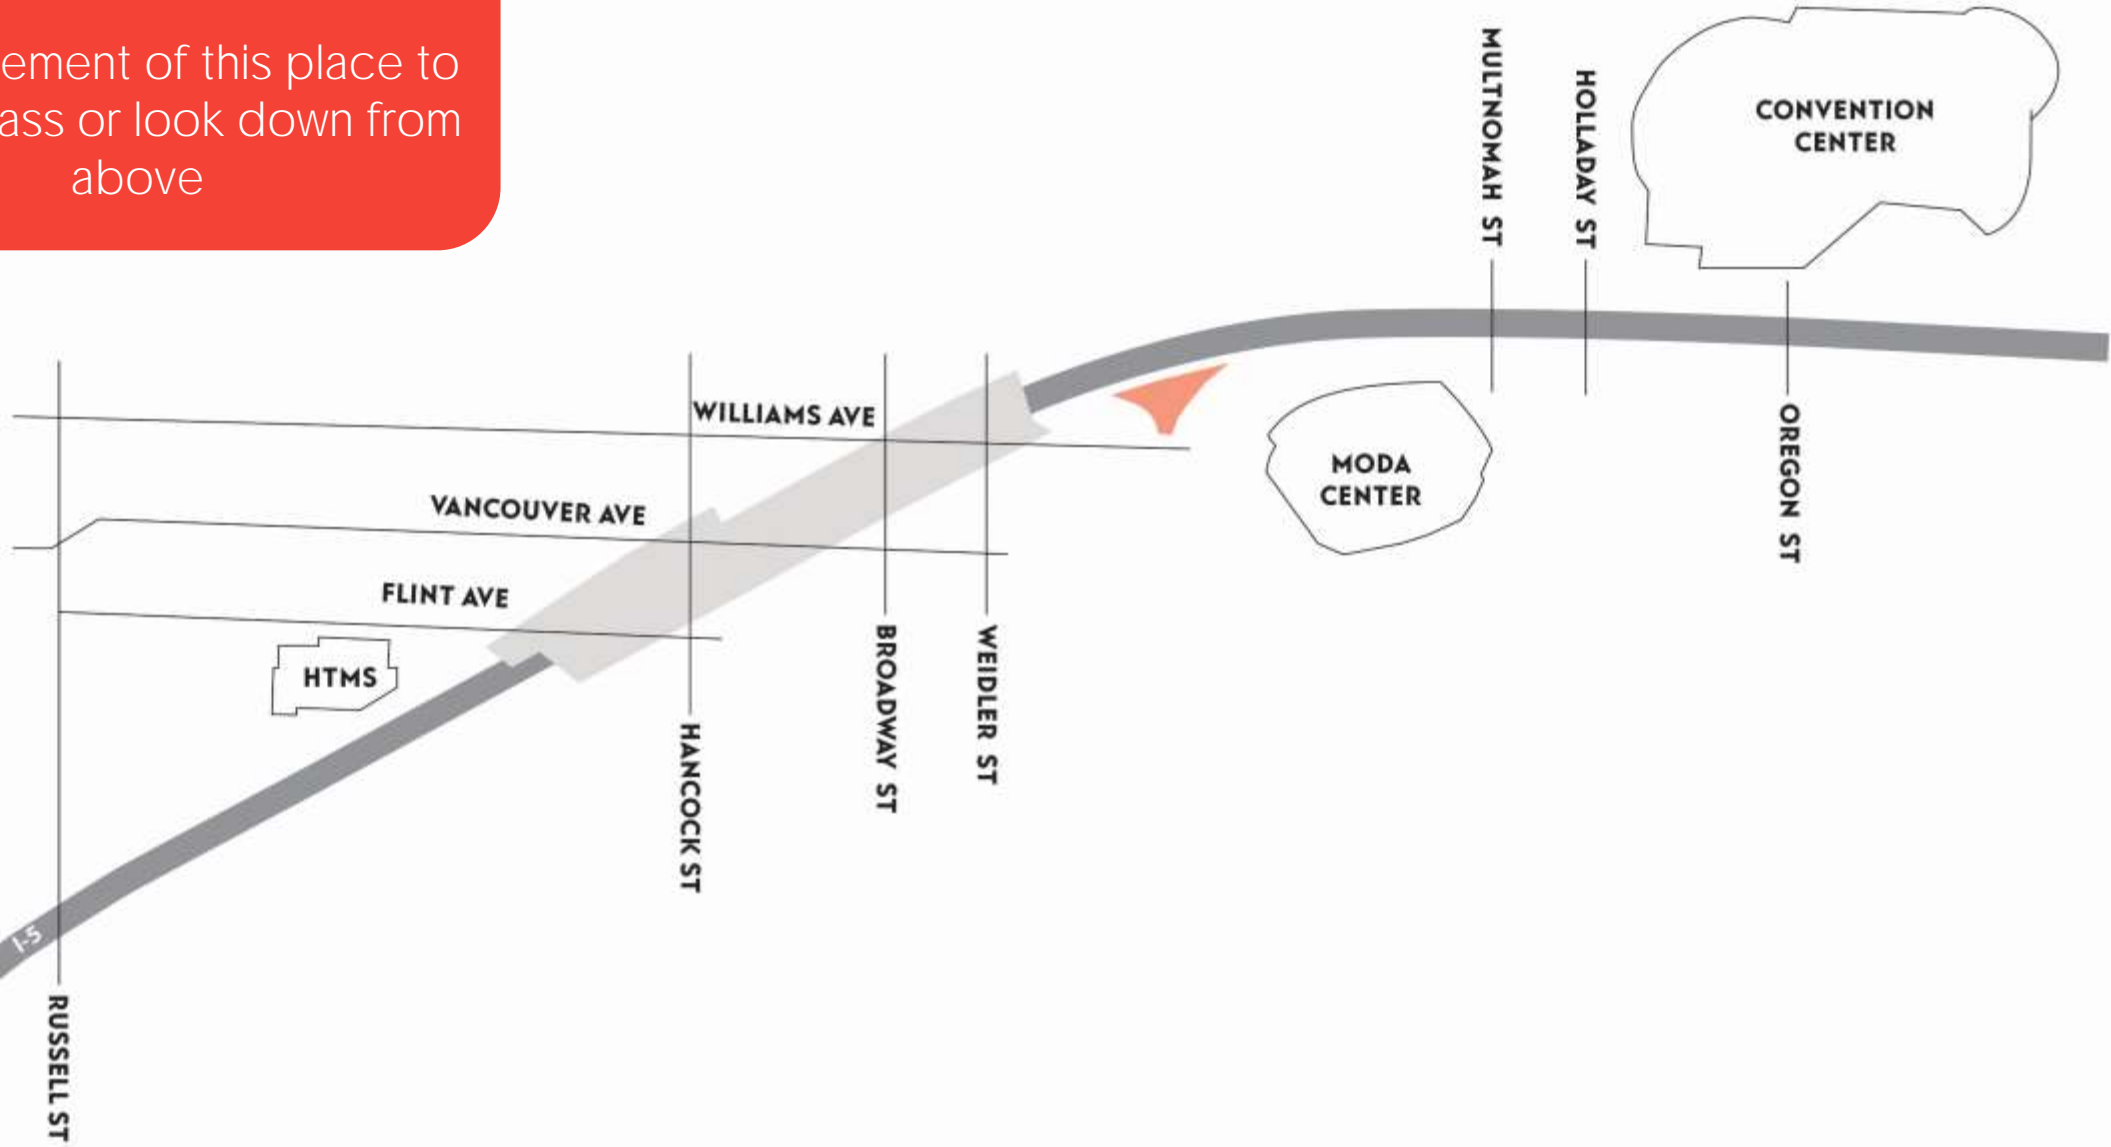 ement of this place to
ass or look down from
above
MULTNOMAH ST
HOLLADAY ST
CONVENTION
CENTER
WILLIAMS AVE
VANCOUVER AVE
FLINT AVE
HTMS
MODA
CENTER
OREGON ST
BROADWAY ST
WEIDLER ST
HANCOCK ST
I-5
RUSSELL ST